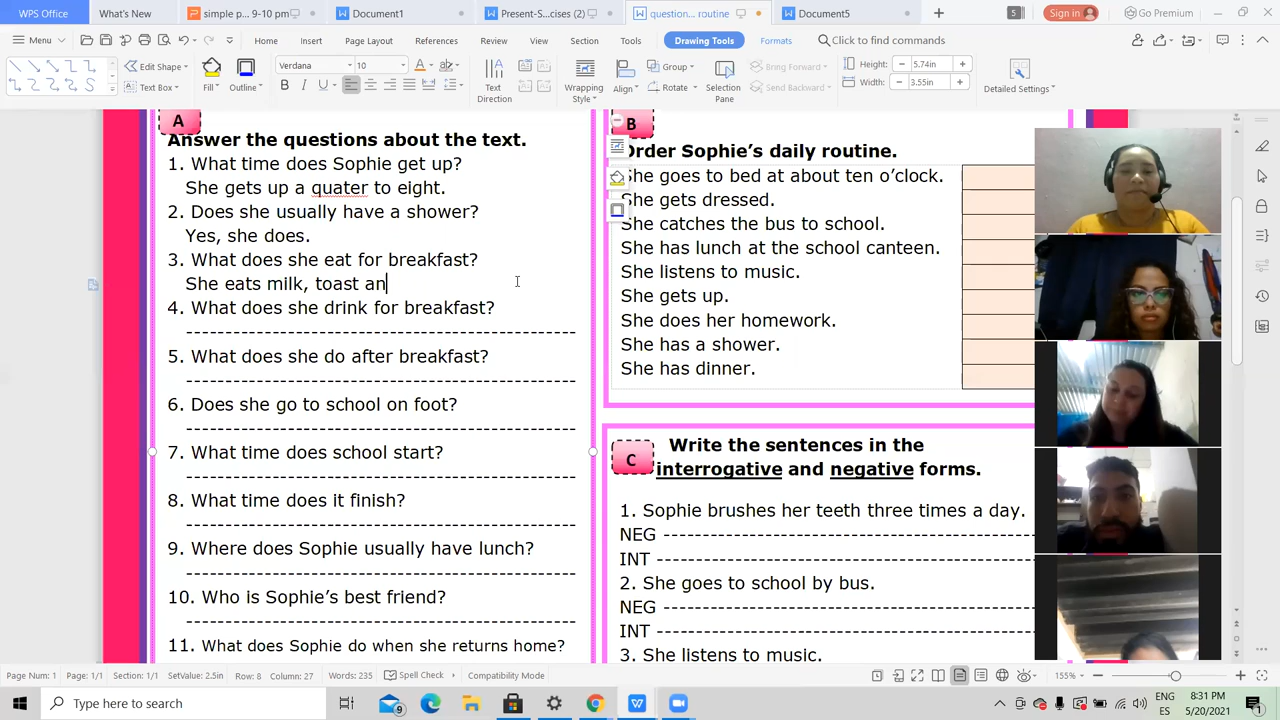 WPS Office
What's New
simple p... 9-10p
Document1
Present-...cises (2)
question... routine
Document5
Sign in
Go Premium
Menu
Home
Insert
Page Layout
References
Review
View
Section
Tools
Drawing Tools
Formats
Click to find commands
Edit Shape
Text Box
Fill
Outline
Verdana
10
Text Direction
Wrapping Style
Align
Group
Rotate
Selection Pane
Bring Forward
Send Backward
Height: 5.74in
Width: 3.55in
Detailed Settings
A
Answer the questions about the text.
1. What time does Sophie get up?
She gets up a quater to eight.
2. Does she usually have a shower?
Yes, she does.
3. What does she eat for breakfast?
She eats milk, toast an
4. What does she drink for breakfast?
5. What does she do after breakfast?
6. Does she go to school on foot?
7. What time does school start?
8. What time does it finish?
9. Where does Sophie usually have lunch?
10. Who is Sophie's best friend?
11. What does Sophie do when she returns home?
B
Order Sophie's daily routine.
She goes to bed at about ten o'clock.
She gets dressed.
She catches the bus to school.
She has lunch at the school canteen.
She listens to music.
She gets up.
She does her homework.
She has a shower.
She has dinner.
C
Write the sentences in the
interrogative and negative forms.
1. Sophie brushes her teeth three times a day.
NEG
INT
2. She goes to school by bus.
NEG
INT
3. She listens to music.
Page Num: 1
Page: 1/1
Section: 1/1
Spell Check
Compatibility Mode
155%
Type here to search
9
ENG
ES
8:31 PM
5/20/2021